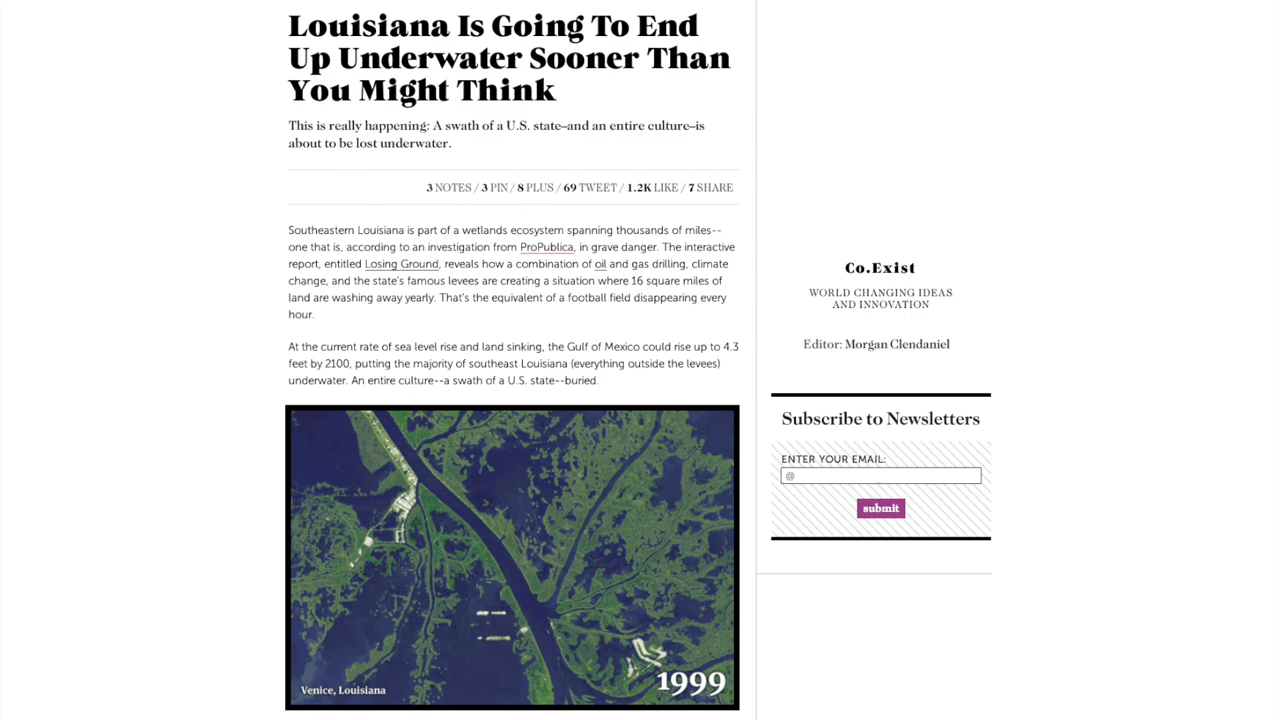 Louisiana Is Going To End
Up Underwater Sooner Than
You Might Think
This is really happening: A swath of a U.S. state–and an entire culture–is
about to be lost underwater.
3 NOTES / 3 PIN / 8 PLUS / 69 TWEET / 1.2K LIKE / 7 SHARE
Southeastern Louisiana is part of a wetlands ecosystem spanning thousands of miles--
one that is, according to an investigation from ProPublica, in grave danger. The interactive
report, entitled Losing Ground, reveals how a combination of oil and gas drilling, climate
change, and the state's famous levees are creating a situation where 16 square miles of
land are washing away yearly. That's the equivalent of a football field disappearing every
hour.
At the current rate of sea level rise and land sinking, the Gulf of Mexico could rise up to 4.3
feet by 2100, putting the majority of southeast Louisiana (everything outside the levees)
underwater. An entire culture--a swath of a U.S. state--buried.
Venice, Louisiana
1999
Co.Exist
WORLD CHANGING IDEAS
AND INNOVATION
Editor: Morgan Clendaniel
Subscribe to Newsletters
ENTER YOUR EMAIL:
@
submit